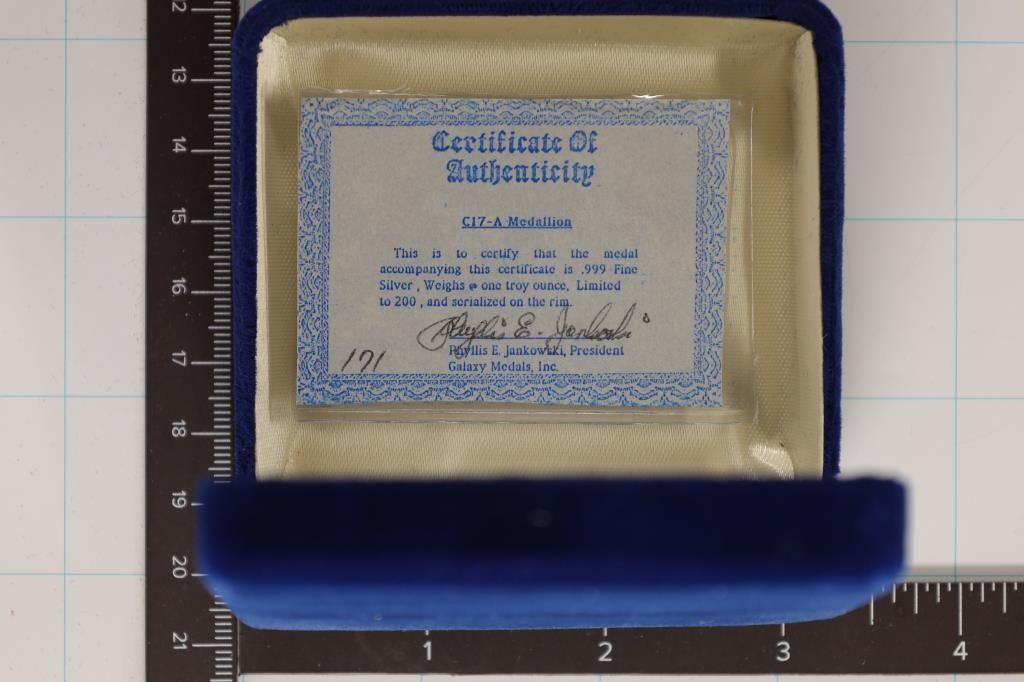 Certificate Of
Authenticity
C17-A Medallion
This is to certify that the medal
accompanying this certificate is .999 Fine
Silver, Weighs @ one troy ounce, Limited
to 200, and serialized on the rim.
Phyllis E. Jankowski
Phyllis E. Jankowski, President
171 Galaxy Medals, Inc.
12
13
14
15
16
17
18
19
20
21
1 2 3 4